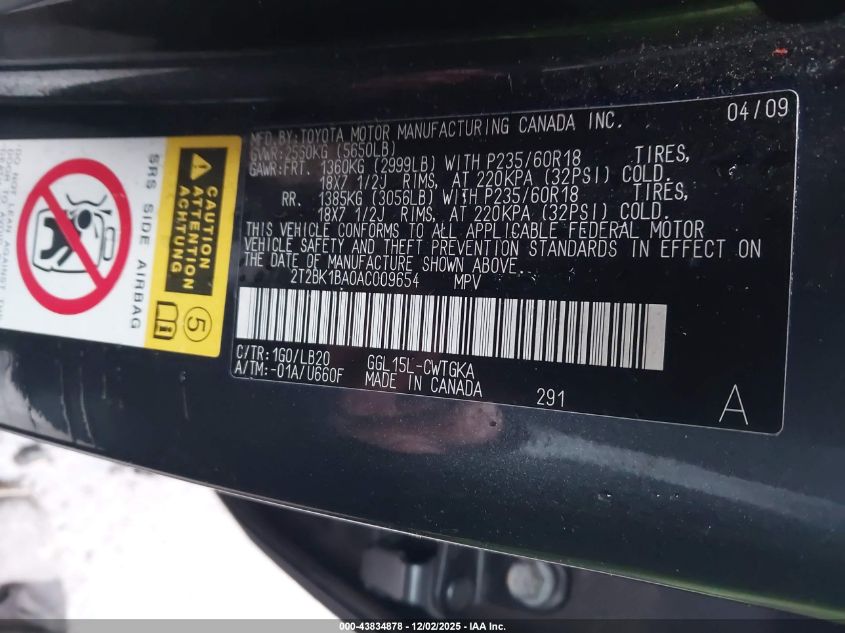 04/09
MFD.BY:TOYOTA MOTOR MANUFACTURING CANADA INC.
GVWR:2560KG (5650LB)
GAWR:FRT. 1360KG (2999LB) WITH P235/60R18 TIRES,
18X7 1/2J RIMS, AT 220KPA (32PSI) COLD.
RR. 1385KG (3056LB) WITH P235/60R18 TIRES,
18X7 1/2J RIMS, AT 220KPA (32PSI) COLD.
THIS VEHICLE CONFORMS TO ALL APPLICABLE FEDERAL MOTOR
VEHICLE SAFETY AND THEFT PREVENTION STANDARDS IN EFFECT ON
THE DATE OF MANUFACTURE SHOWN ABOVE.
2T2BK1BA0AC009654 MPV
C/TR:1G0/LB20 GGL15L-CWTGKA
A/TM:-01A/U660F MADE IN CANADA
291
A
CAUTION
ATTENTION
ACHTUNG
5
SRS SIDE AIRBAG
000-43834878 - 12/02/2025 - IAA Inc.